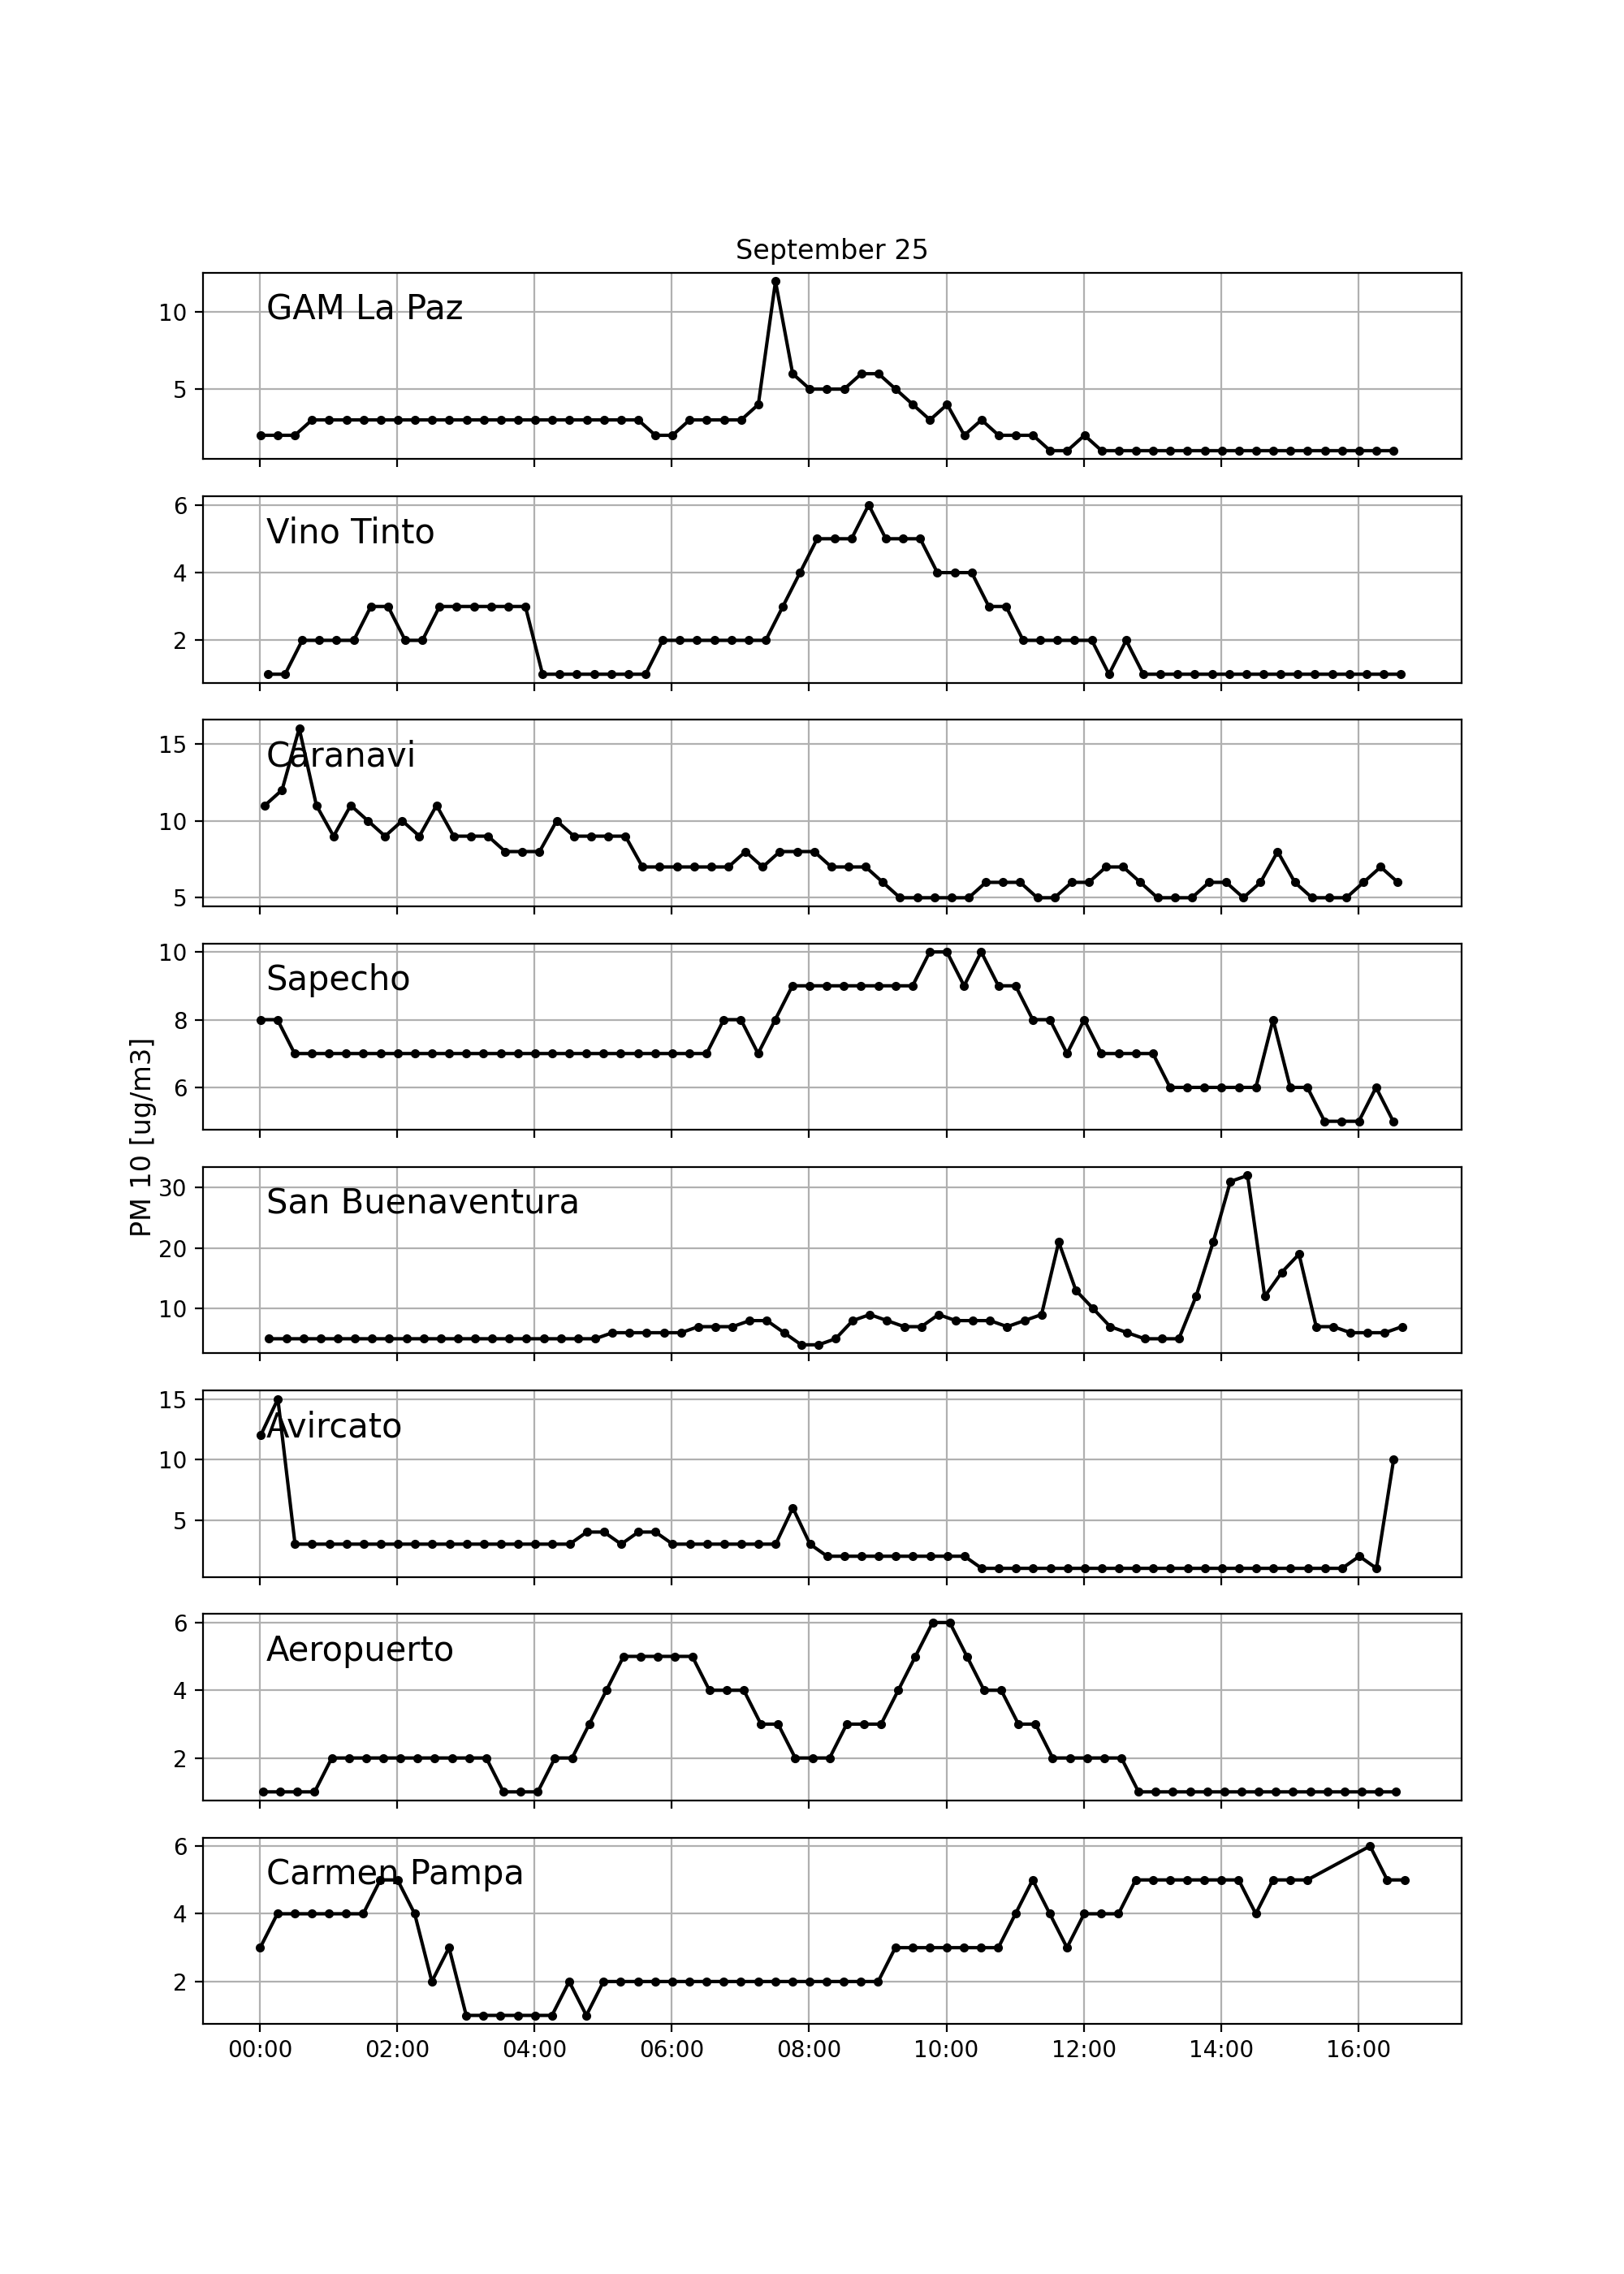 September 25
GAM La Paz
10
5
Vino Tinto
6
4
2
Caranavi
15
10
5
Sapecho
10
8
6
PM 10 [ug/m3]
San Buenaventura
30
20
10
Avircato
15
10
5
Aeropuerto
6
4
2
Carmen Pampa
6
4
2
00:00 02:00 04:00 06:00 08:00 10:00 12:00 14:00 16:00